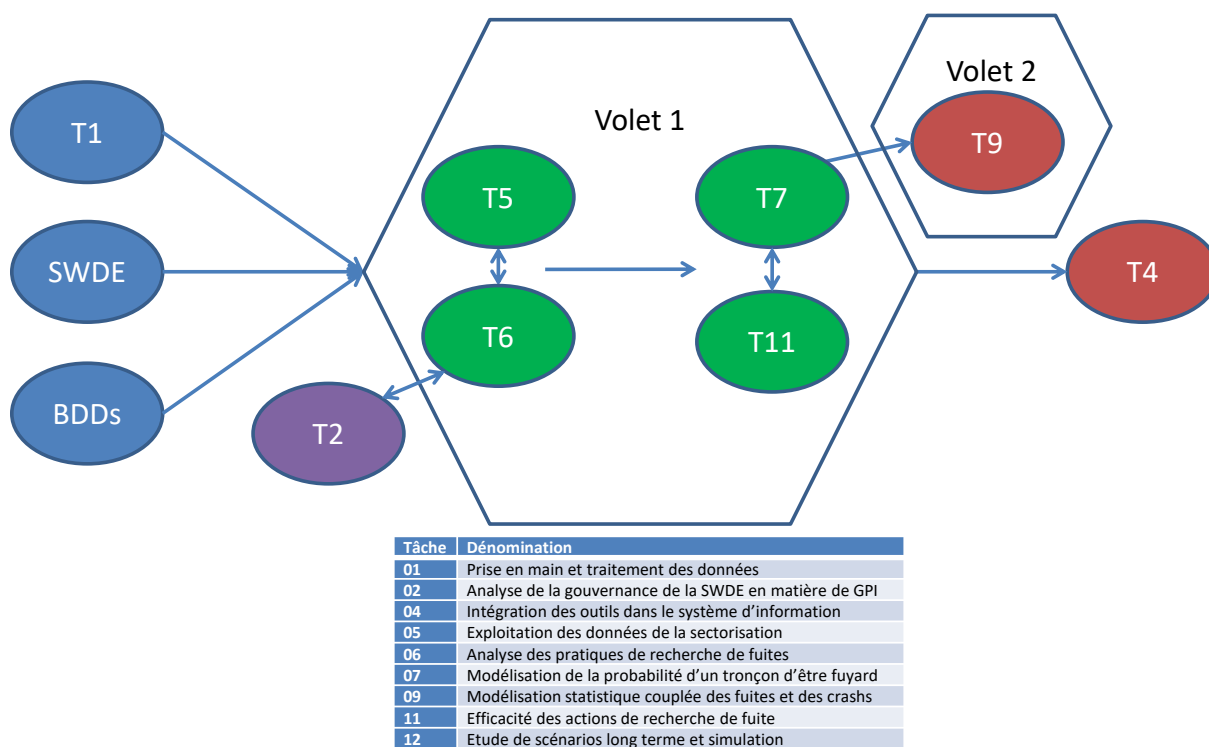 Volet 1
Volet 2
T1
T9
T5
T7
SWDE
T4
T6
T11
BDDs
T2
Tâche Dénomination
01 Prise en main et traitement des données
02 Analyse de la gouvernance de la SWDE en matière de GPI
04 Intégration des outils dans le système d’information
05 Exploitation des données de la sectorisation
06 Analyse des pratiques de recherche de fuites
07 Modélisation de la probabilité d’un tronçon d’être fuyard
09 Modélisation statistique couplée des fuites et des crashs
11 Efficacité des actions de recherche de fuite
12 Etude de scénarios long terme et simulation